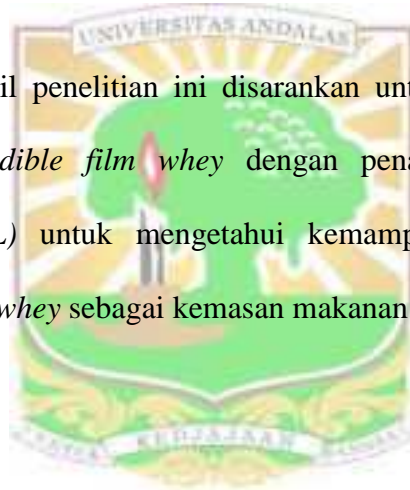 UNIVERSITAS ANDALAS
il penelitian ini disarankan unt
dible film whey dengan pena
L) untuk mengetahui kemamp
whey sebagai kemasan makanan
KEDJAJAAN